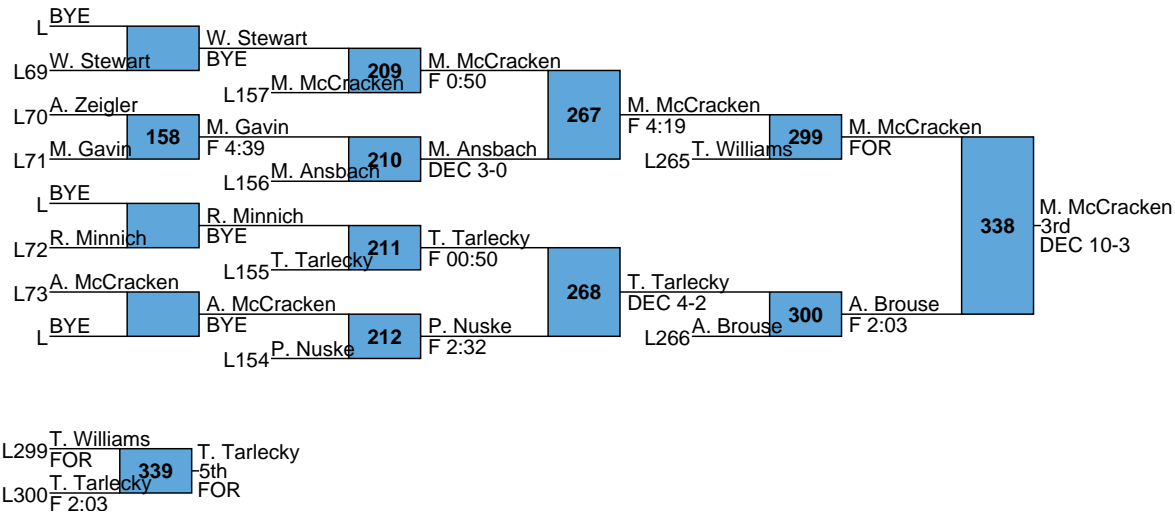 L BYE
W. Stewart
BYE
L69 W. Stewart
209
M. McCracken
F 0:50
L157 M. McCracken
267
M. McCracken
F 4:19
L70 A. Zeigler
158
M. Gavin
F 4:39
L71 M. Gavin
210
M. Ansbach
DEC 3-0
L156 M. Ansbach
299
M. McCracken
FOR
L265 T. Williams
L BYE
R. Minnich
BYE
L72 R. Minnich
211
T. Tarlecky
F 00:50
L155 T. Tarlecky
268
T. Tarlecky
DEC 4-2
338
M. McCracken
3rd
DEC 10-3
L73 A. McCracken
A. McCracken
BYE
L BYE
212
P. Nuske
F 2:32
L154 P. Nuske
300
A. Brouse
F 2:03
L266 A. Brouse
L299 T. Williams
FOR
339
T. Tarlecky
5th
FOR
L300 T. Tarlecky
F 2:03